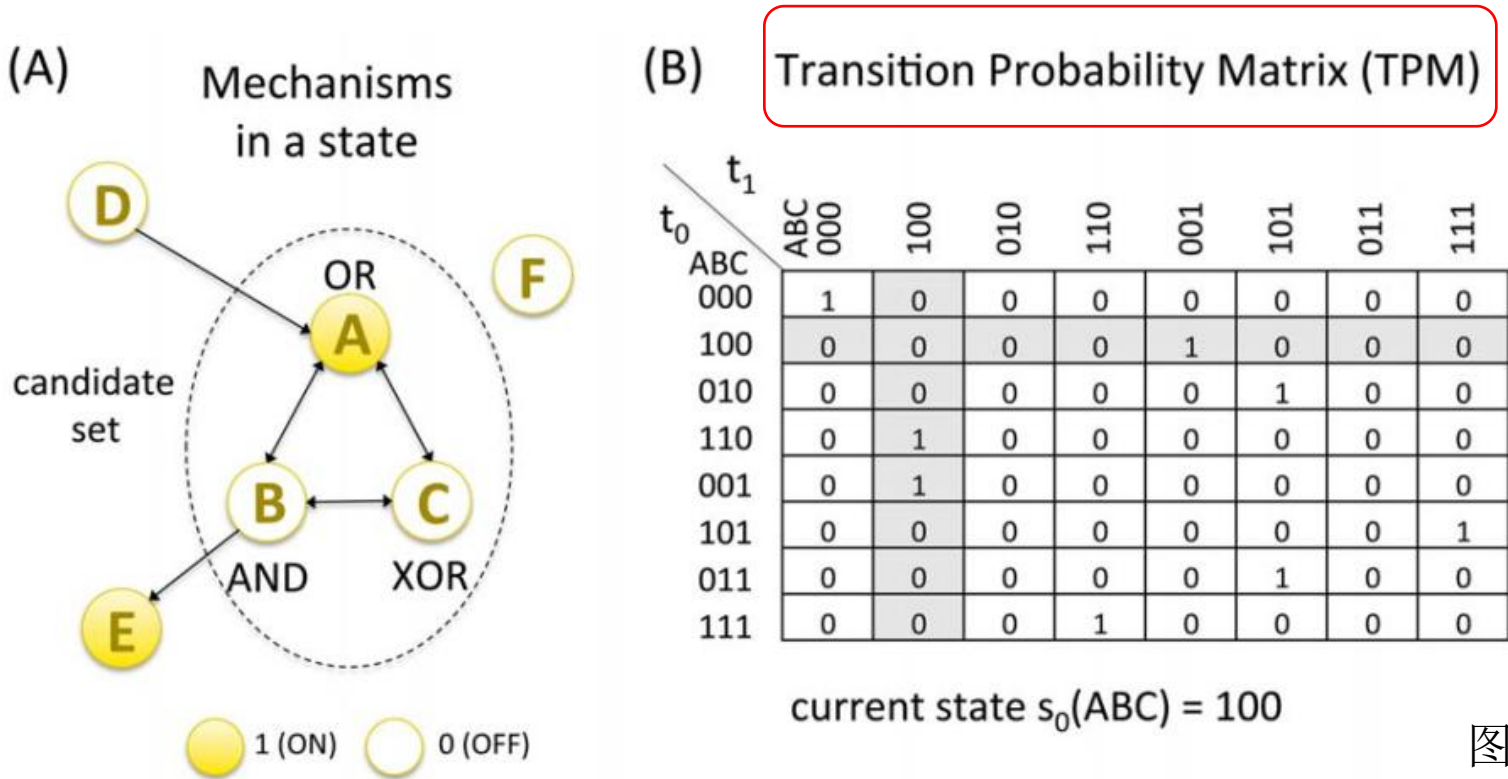 (A)
Mechanisms
in a state
D
F
OR
A
candidate
set
B
C
AND
XOR
E
1 (ON)
0 (OFF)
(B)
Transition Probability Matrix (TPM)
t₁
t₀
ABC
ABC 000 100 010 110 001 101 011 111
000 1 0 0 0 0 0 0 0
100 0 0 0 0 1 0 0 0
010 0 0 0 0 0 1 0 0
110 0 1 0 0 0 0 0 0
001 0 1 0 0 0 0 0 0
101 0 0 0 0 0 0 0 1
011 0 0 0 0 0 1 0 0
111 0 0 0 1 0 0 0 0
current state s₀(ABC) = 100
图